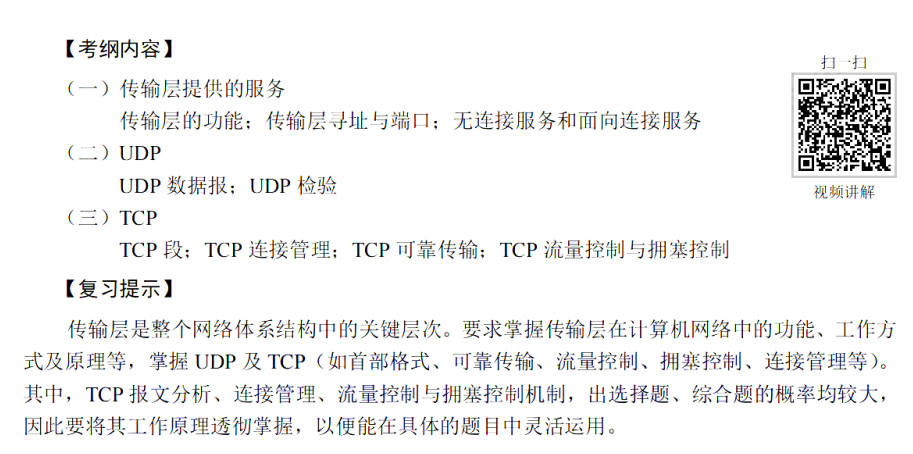 【考纲内容】
扫一扫
（一）传输层提供的服务
传输层的功能；传输层寻址与端口；无连接服务和面向连接服务
（二）UDP
UDP 数据报；UDP 检验
视频讲解
（三）TCP
TCP 段；TCP 连接管理；TCP 可靠传输；TCP 流量控制与拥塞控制
【复习提示】
传输层是整个网络体系结构中的关键层次。要求掌握传输层在计算机网络中的功能、工作方
式及原理等，掌握 UDP 及 TCP（如首部格式、可靠传输、流量控制、拥塞控制、连接管理等）。
其中，TCP 报文分析、连接管理、流量控制与拥塞控制机制，出选择题、综合题的概率均较大，
因此要将其工作原理透彻掌握，以便能在具体的题目中灵活运用。